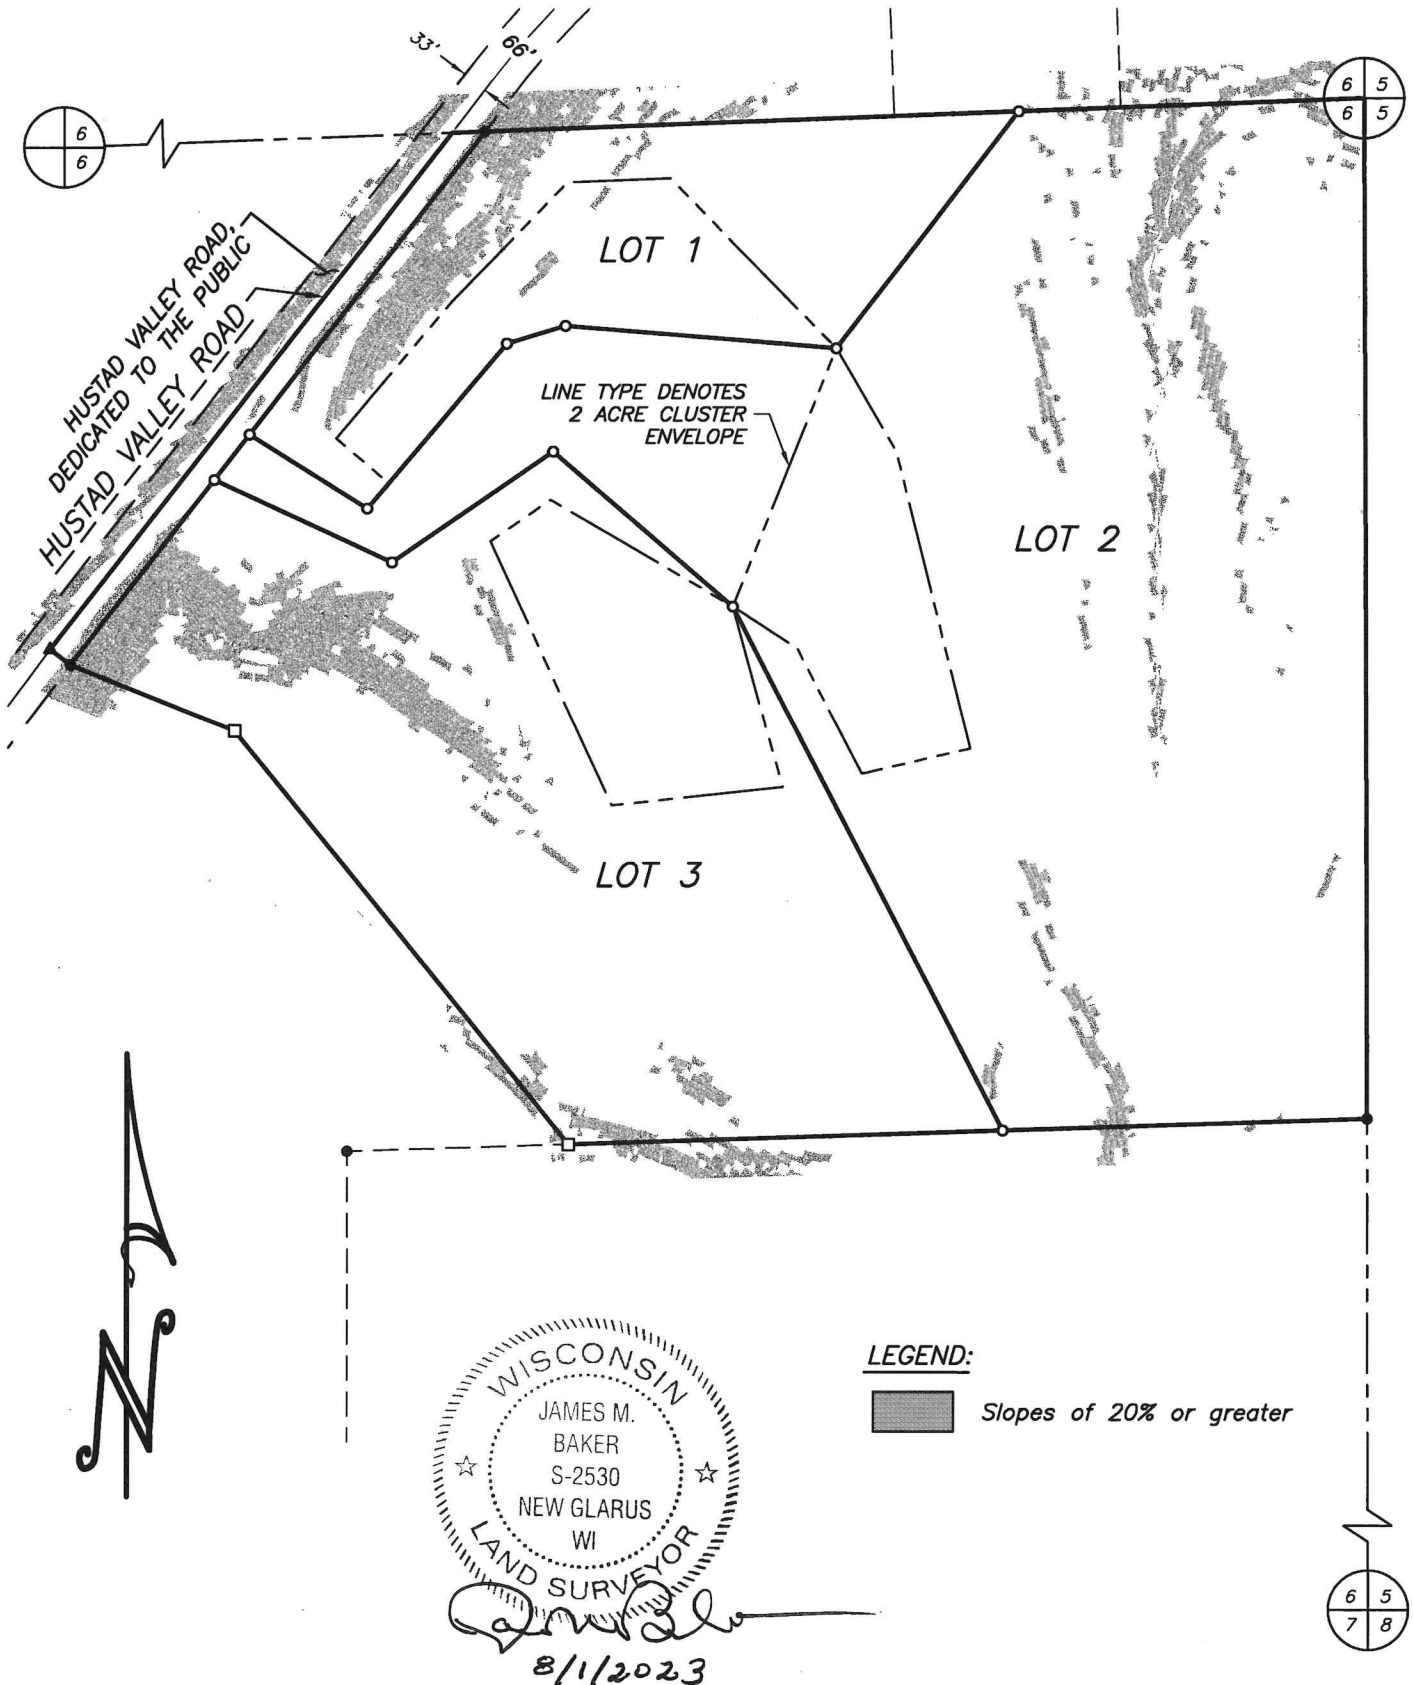 33'
66'
6
6
6 5
6 5
HUSTAD VALLEY ROAD,
DEDICATED TO THE PUBLIC
HUSTAD VALLEY ROAD
LOT 1
LINE TYPE DENOTES
2 ACRE CLUSTER
ENVELOPE
LOT 2
LOT 3
N
WISCONSIN
JAMES M.
BAKER
S-2530
NEW GLARUS
WI
LAND SURVEYOR
8/1/2023
LEGEND:
Slopes of 20% or greater
6 5
7 8